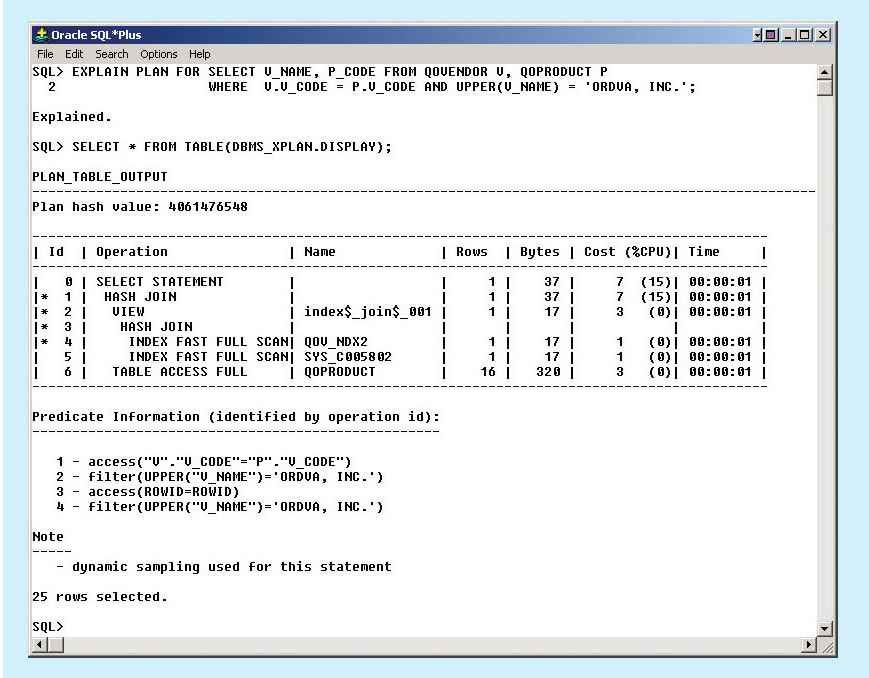 Oracle SQL*Plus
File Edit Search Options Help
SQL> EXPLAIN PLAN FOR SELECT V_NAME, P_CODE FROM QOVENDOR V, QOPRODUCT P
  2                   WHERE  V.V_CODE = P.V_CODE AND UPPER(V_NAME) = 'ORDVA, INC.';
Explained.
SQL> SELECT * FROM TABLE(DBMS_XPLAN.DISPLAY);
PLAN_TABLE_OUTPUT
--------------------------------------------------------------------------------------------------
Plan hash value: 4061476548
--------------------------------------------------------------------------------------------
| Id  | Operation               | Name             | Rows  | Bytes | Cost (%CPU)| Time     |
--------------------------------------------------------------------------------------------
|   0 | SELECT STATEMENT        |                  |     1 |    37 |     7  (15)| 00:00:01 |
|*  1 |  HASH JOIN              |                  |     1 |    37 |     7  (15)| 00:00:01 |
|*  2 |   VIEW                  | index$_join$_001 |     1 |    17 |     3   (0)| 00:00:01 |
|*  3 |    HASH JOIN            |                  |       |       |            |          |
|*  4 |     INDEX FAST FULL SCAN| QOV_NDX2         |     1 |    17 |     1   (0)| 00:00:01 |
|   5 |     INDEX FAST FULL SCAN| SYS_C005802      |     1 |    17 |     1   (0)| 00:00:01 |
|   6 |   TABLE ACCESS FULL     | QOPRODUCT        |    16 |   320 |     3   (0)| 00:00:01 |
--------------------------------------------------------------------------------------------
Predicate Information (identified by operation id):
---------------------------------------------------
   1 - access("V"."V_CODE"="P"."V_CODE")
   2 - filter(UPPER("V_NAME")='ORDVA, INC.')
   3 - access(ROWID=ROWID)
   4 - filter(UPPER("V_NAME")='ORDVA, INC.')
Note
-----
   - dynamic sampling used for this statement
25 rows selected.
SQL>